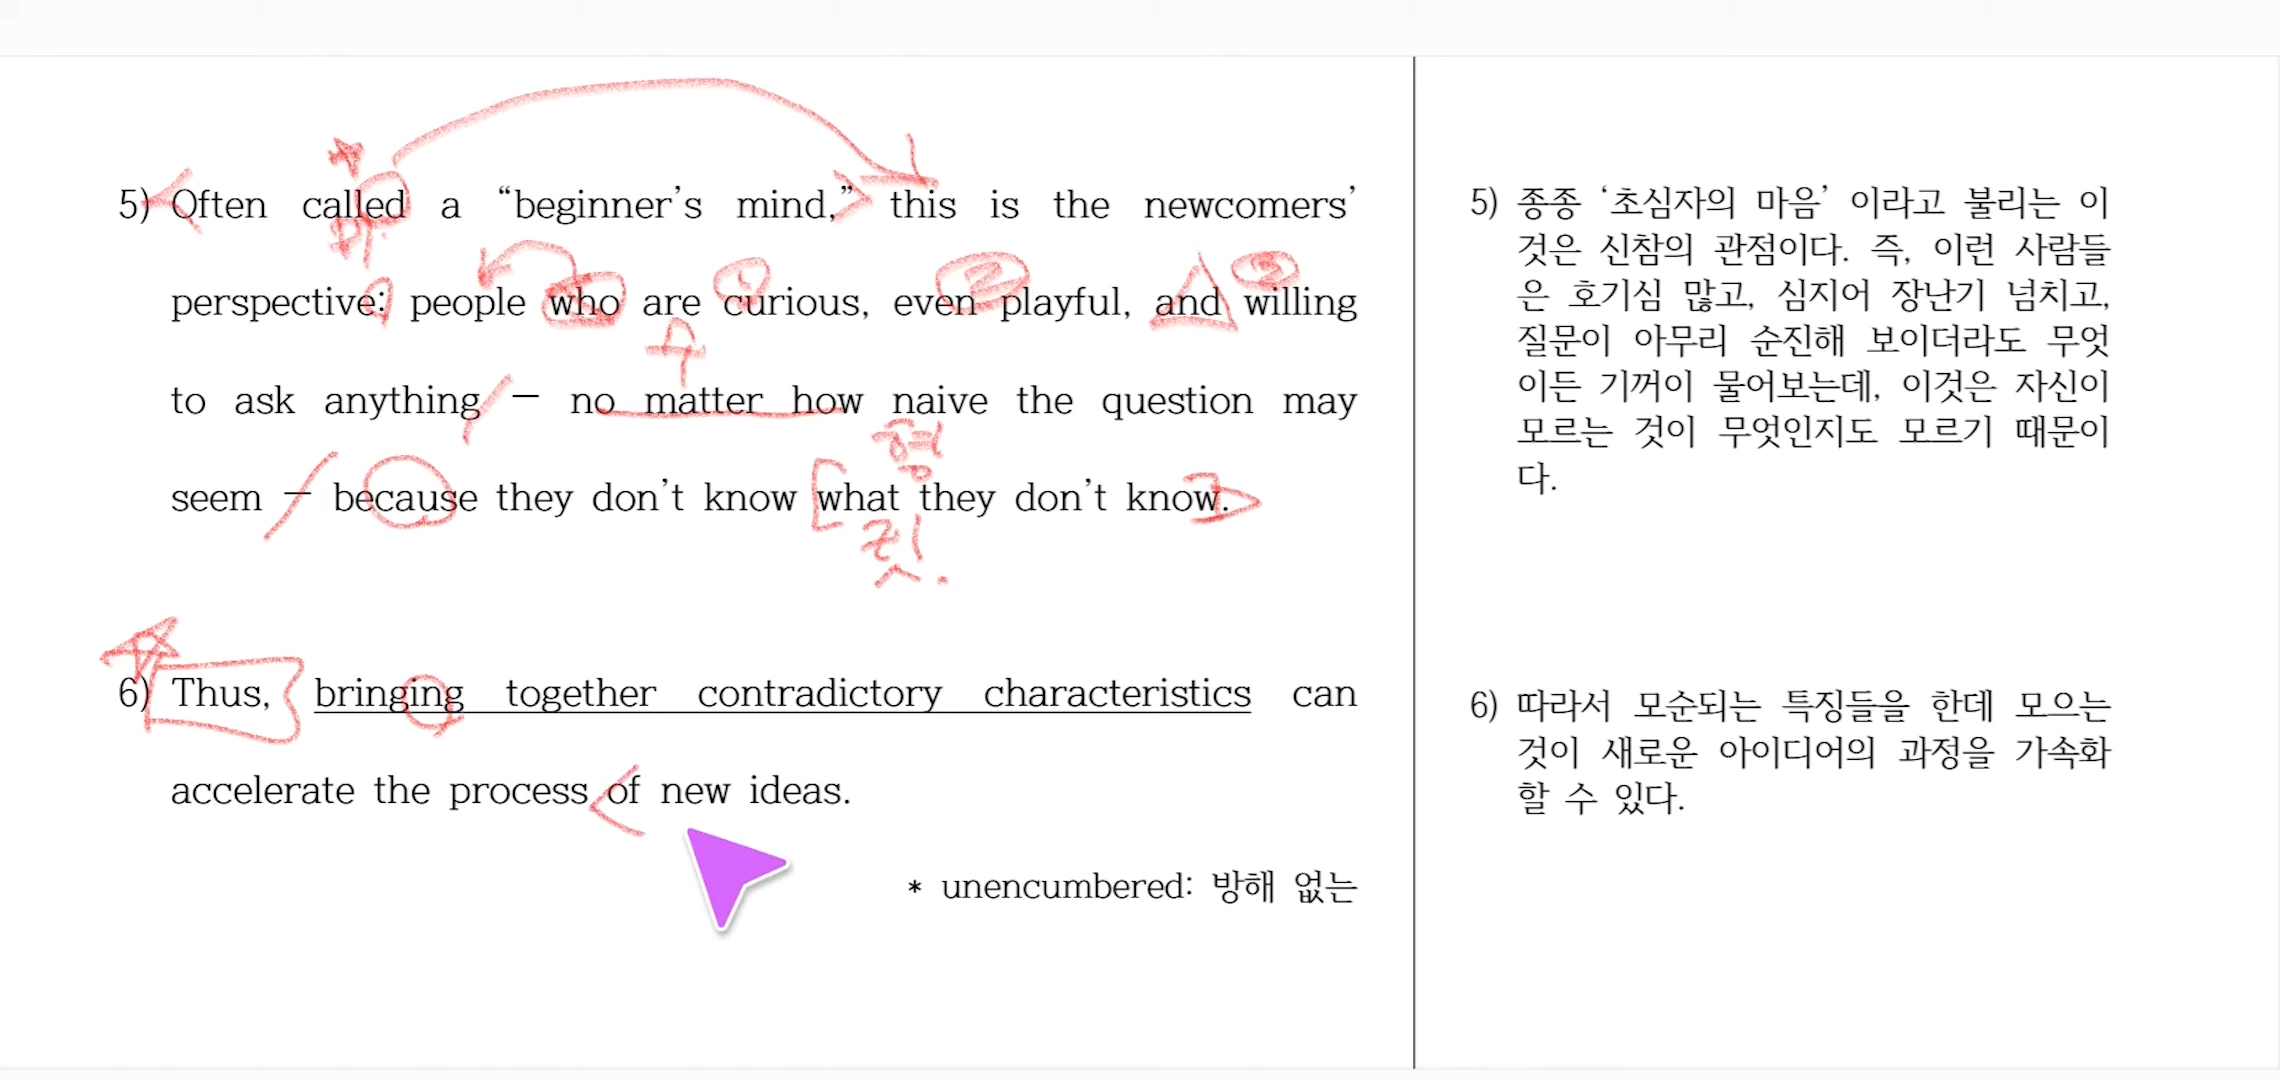 5) Often called a “beginner’s mind,” this is the newcomers’
perspective: people who are curious, even playful, and willing
to ask anything – no matter how naive the question may
seem – because they don’t know what they don’t know.
6) Thus, bringing together contradictory characteristics can
accelerate the process of new ideas.
* unencumbered: 방해 없는
①
②
③
형
5) 종종 ‘초심자의 마음’ 이라고 불리는 이
것은 신참의 관점이다. 즉, 이런 사람들
은 호기심 많고, 심지어 장난기 넘치고,
질문이 아무리 순진해 보이더라도 무엇
이든 기꺼이 물어보는데, 이것은 자신이
모르는 것이 무엇인지도 모르기 때문이
다.
6) 따라서 모순되는 특징들을 한데 모으는
것이 새로운 아이디어의 과정을 가속화
할 수 있다.